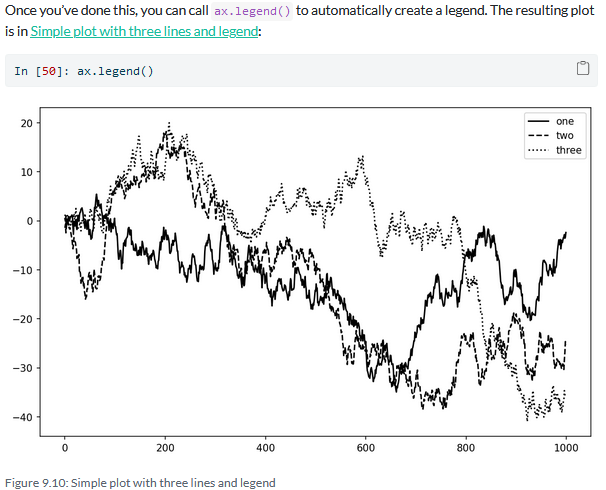 Once you've done this, you can call ax.legend() to automatically create a legend. The resulting plot
is in Simple plot with three lines and legend:
In [50]: ax.legend()
one
two
three
20
10
0
−10
−20
−30
−40
0 200 400 600 800 1000
Figure 9.10: Simple plot with three lines and legend